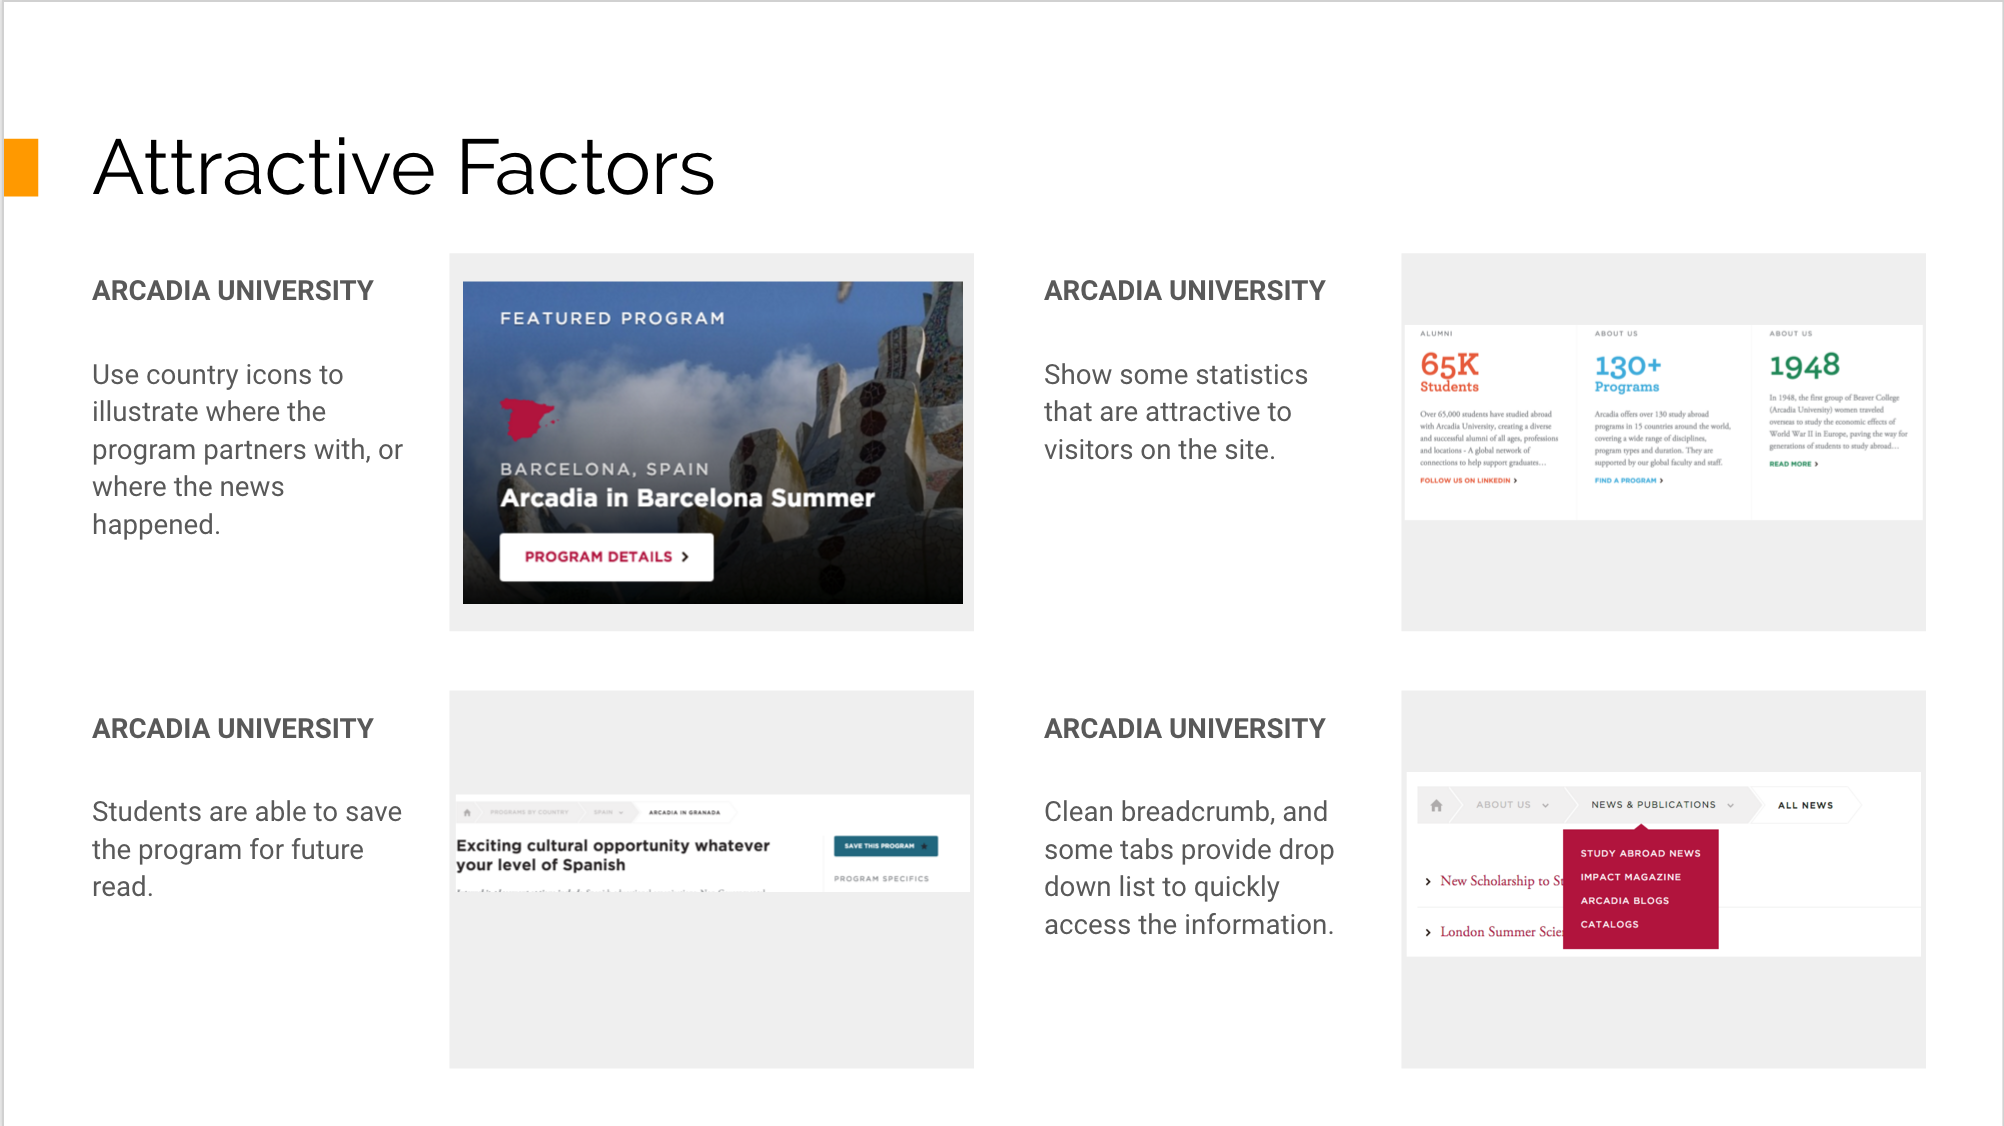 Attractive Factors
ARCADIA UNIVERSITY
Use country icons to
illustrate where the
program partners with, or
where the news
happened.
FEATURED PROGRAM
BARCELONA, SPAIN
Arcadia in Barcelona Summer
PROGRAM DETAILS >
ARCADIA UNIVERSITY
Show some statistics
that are attractive to
visitors on the site.
ALUMNI
65K
Students
Over 65,000 students have studied abroad
with Arcadia University, creating a diverse
and successful alumni of all ages, professions
and locations - A global network of
connections to help support graduates...
FOLLOW US ON LINKEDIN >
ABOUT US
130+
Programs
Arcadia offers over 130 study abroad
programs in 15 countries around the world,
covering a wide range of disciplines,
program types and duration. They are
supported by our global faculty and staff.
FIND A PROGRAM >
ABOUT US
1948
In 1948, the first group of Beaver College
(Arcadia University) women traveled
overseas to study the economic effects of
World War II in Europe, paving the way for
generations of students to study abroad...
READ MORE >
ARCADIA UNIVERSITY
Students are able to save
the program for future
read.
PROGRAMS BY COUNTRY SPAIN ARCADIA IN GRANADA
Exciting cultural opportunity whatever
your level of Spanish
SAVE THIS PROGRAM
PROGRAM SPECIFICS
ARCADIA UNIVERSITY
Clean breadcrumb, and
some tabs provide drop
down list to quickly
access the information.
ABOUT US NEWS & PUBLICATIONS ALL NEWS
STUDY ABROAD NEWS
IMPACT MAGAZINE
ARCADIA BLOGS
CATALOGS
> New Scholarship to St
> London Summer Scie